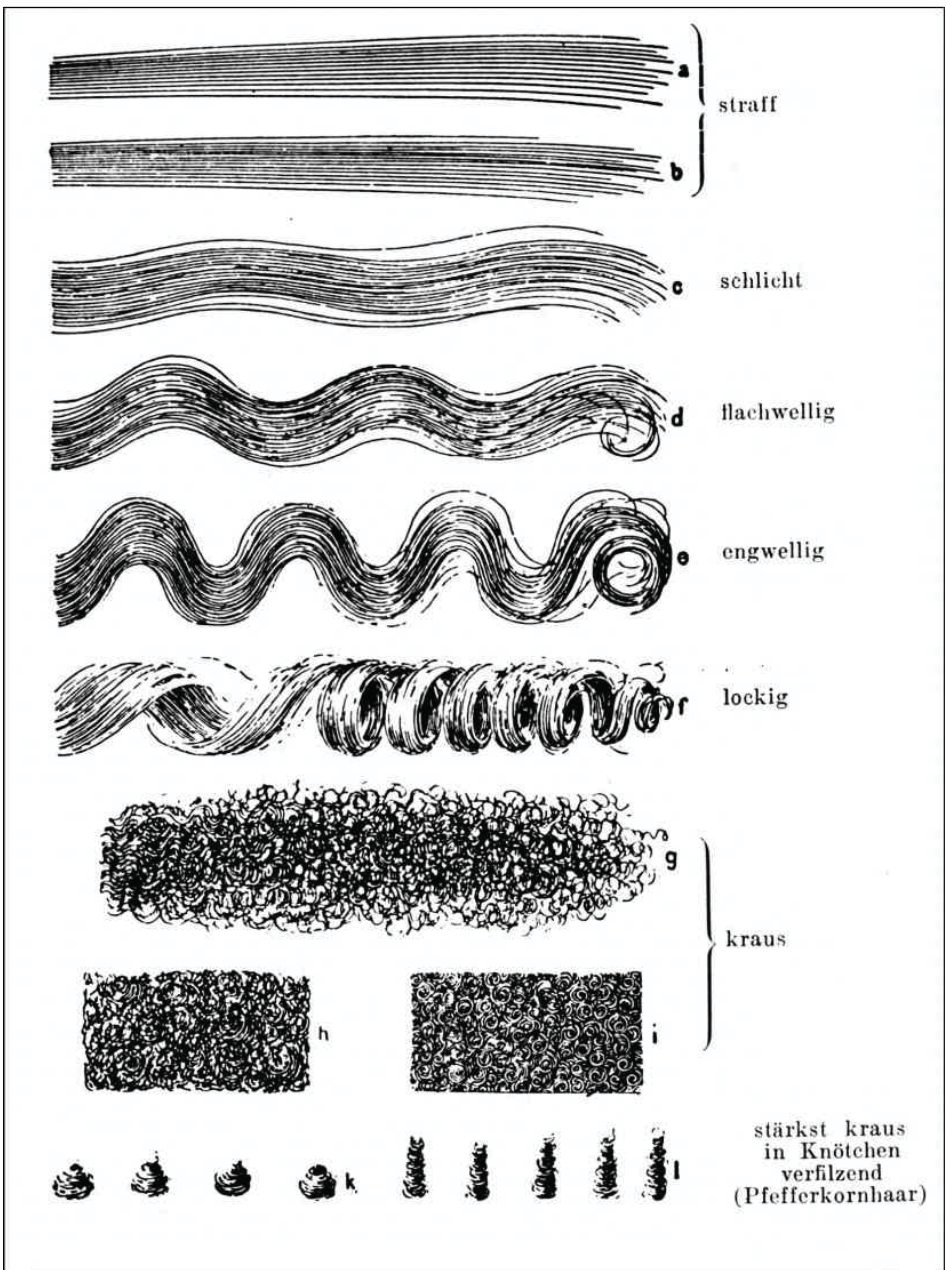 a
straff
b
c schlicht
d flachwellig
e engwellig
f lockig
g
kraus
h i
stärkst kraus
in Knötchen
verfilzend
(Pfefferkornhaar)
k l